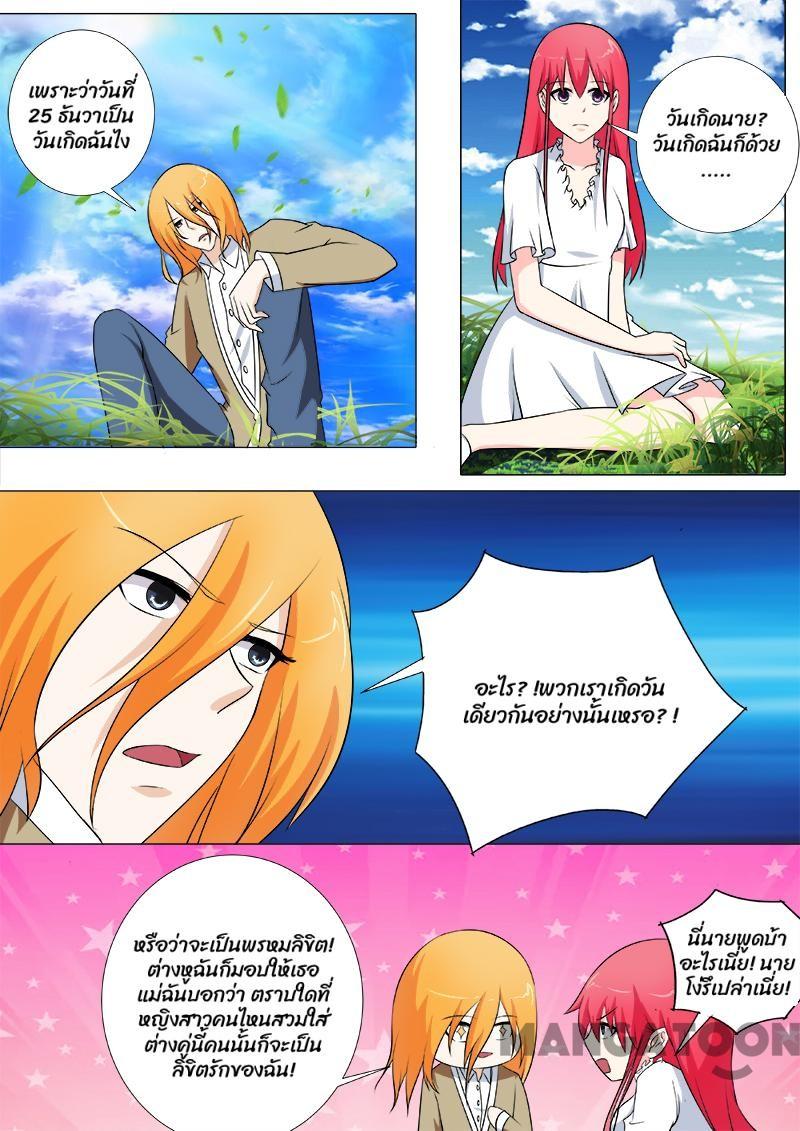 เพราะว่าวันที่
25 ธันวาเป็น
วันเกิดฉันไง
วันเกิดนาย?
วันเกิดฉันก็ด้วย
.....
อะไร? !พวกเราเกิดวัน
เดียวกันอย่างนั้นเหรอ? !
หรือว่าจะเป็นพรหมลิขิต!
ต่างหูฉันก็มอบให้เธอ
แม่ฉันบอกว่า ตราบใดที่
หญิงสาวคนไหนสวมใส่
ต่างคู่นี้คนนั้นก็จะเป็น
ลิขิตรักของฉัน!
นี่นายพูดบ้า
อะไรเนี่ย! นาย
โง่รึเปล่าเนี่ย!
MANGATOON